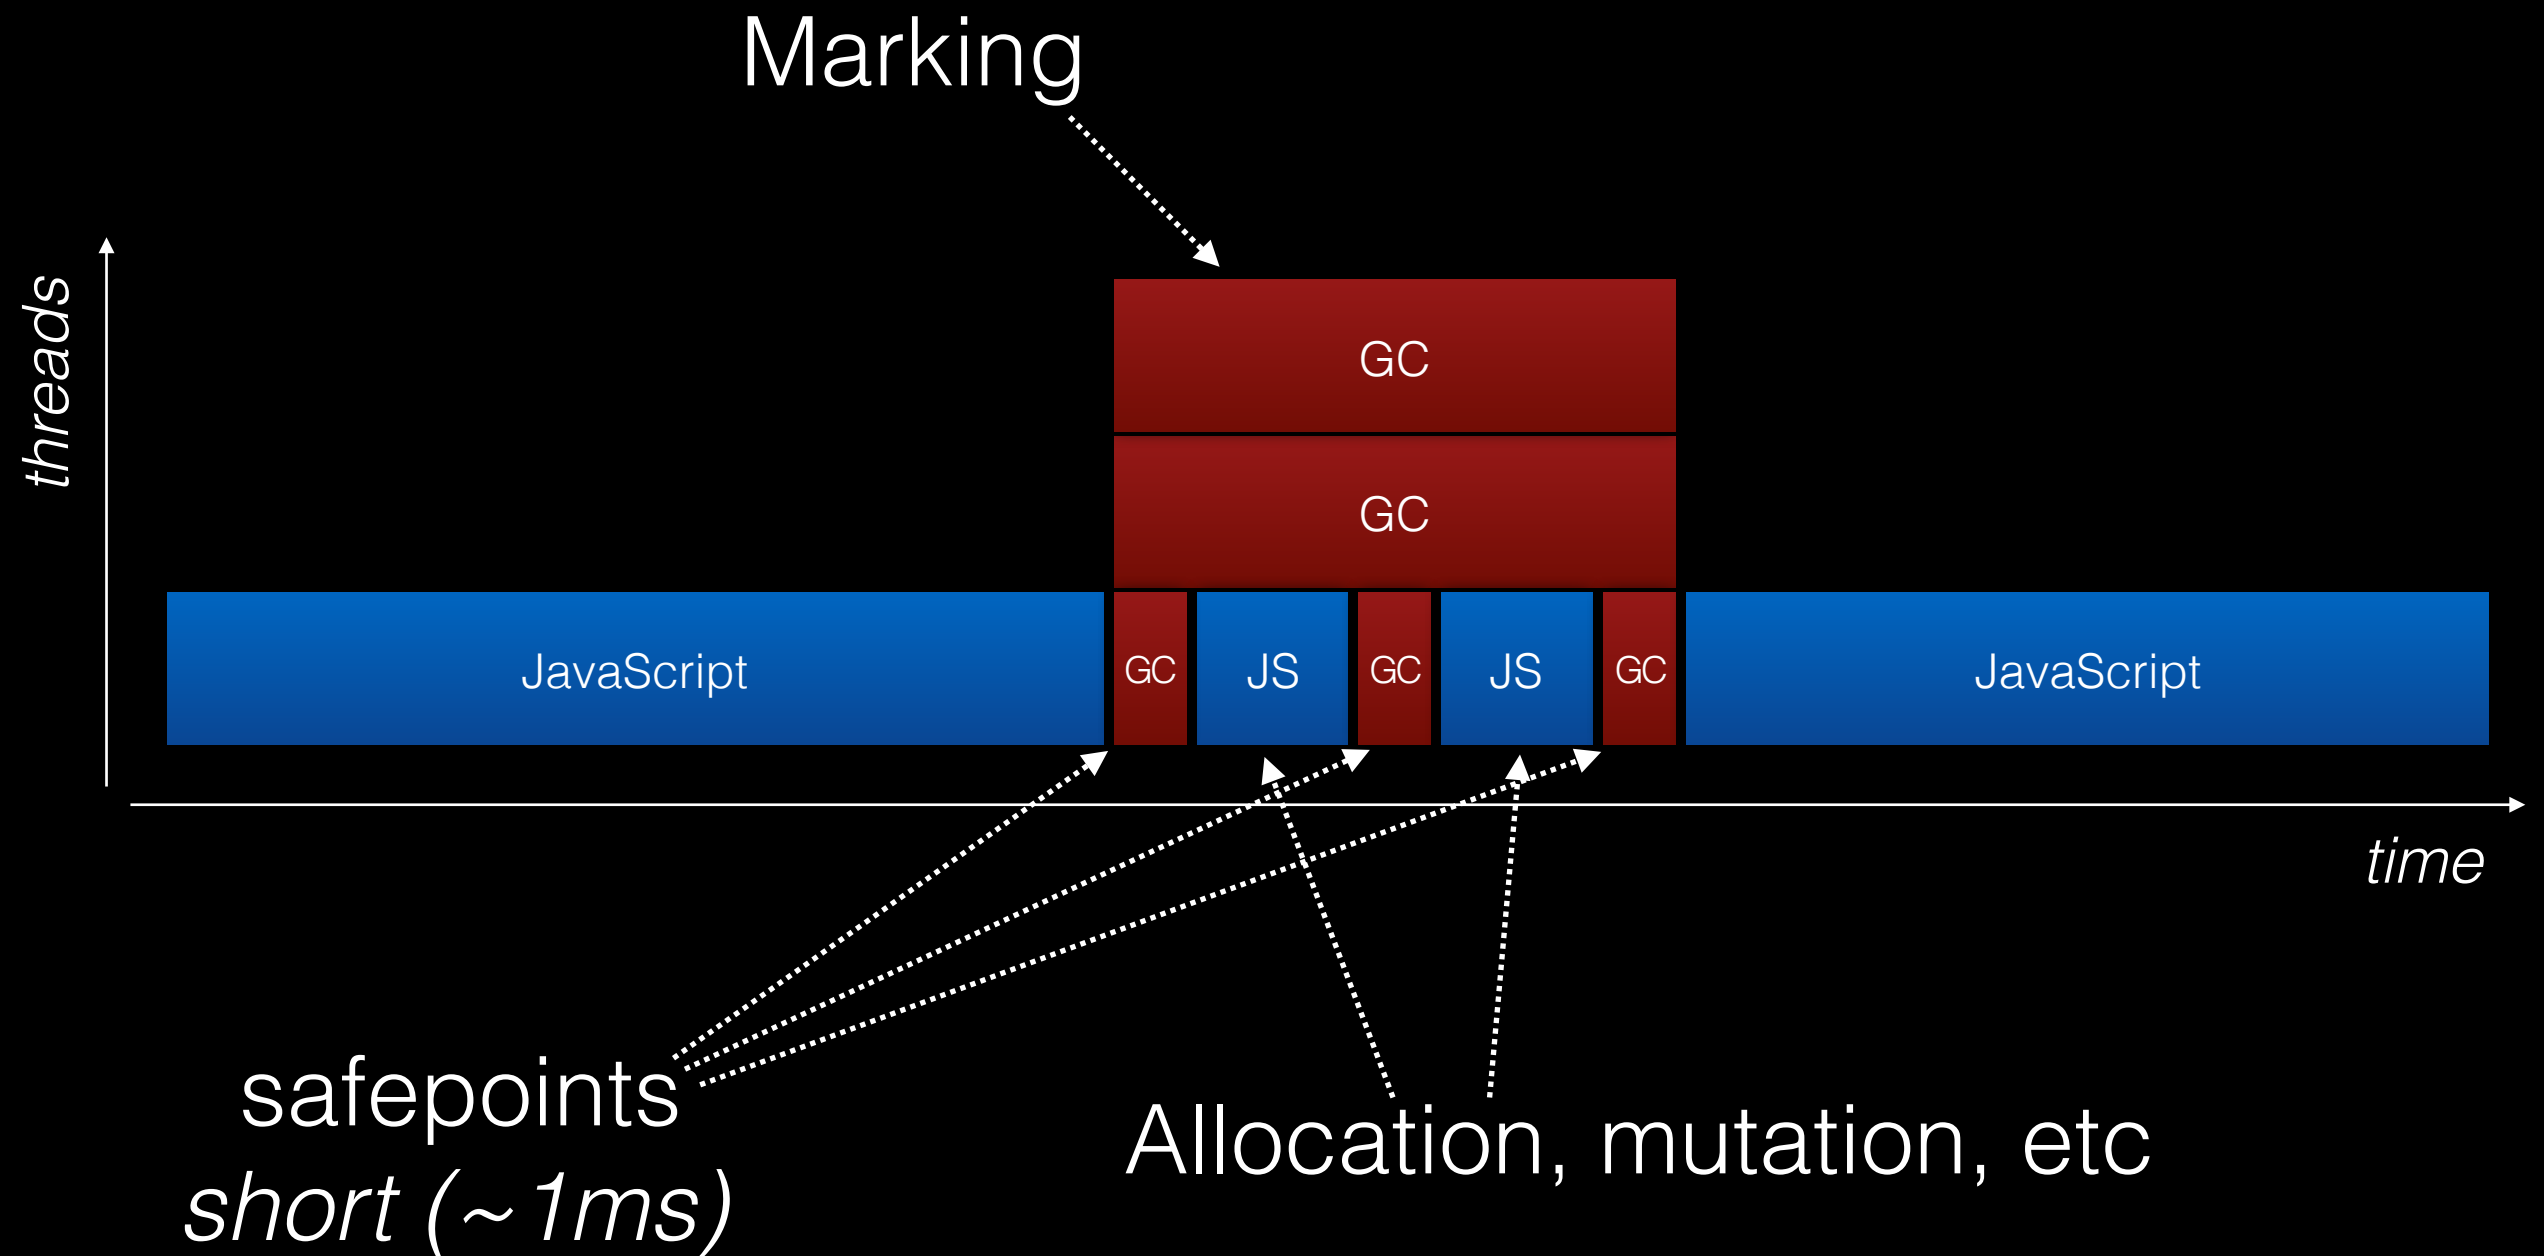 Marking
threads
GC
GC
JavaScript
GC
JS
GC
JS
GC
JavaScript
time
safepoints
short (~1ms)
Allocation, mutation, etc